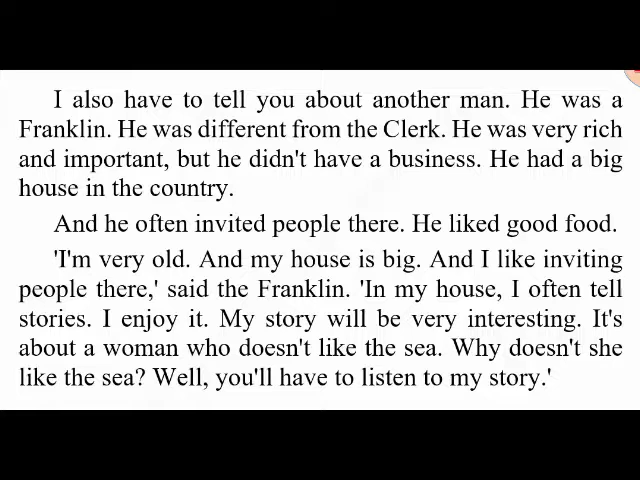 I also have to tell you about another man. He was a
Franklin. He was different from the Clerk. He was very rich
and important, but he didn't have a business. He had a big
house in the country.
And he often invited people there. He liked good food.
'I'm very old. And my house is big. And I like inviting
people there,' said the Franklin. 'In my house, I often tell
stories. I enjoy it. My story will be very interesting. It's
about a woman who doesn't like the sea. Why doesn't she
like the sea? Well, you'll have to listen to my story.'